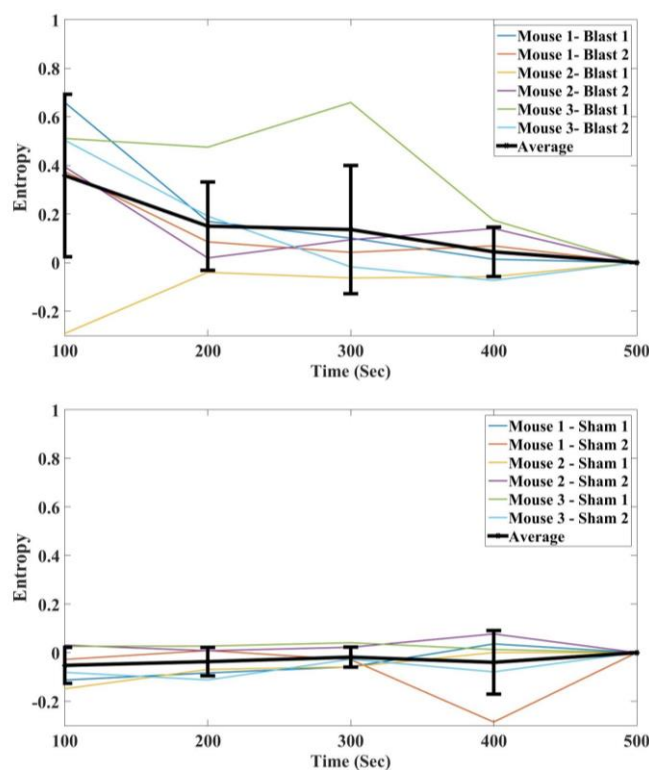 1
0.8
0.6
0.4
0.2
0
-0.2
Entropy
100
200
300
400
500
Time (Sec)
Mouse 1- Blast 1
Mouse 1- Blast 2
Mouse 2- Blast 1
Mouse 2- Blast 2
Mouse 3- Blast 1
Mouse 3- Blast 2
Average
1
0.8
0.6
0.4
0.2
0
-0.2
Entropy
100
200
300
400
500
Time (Sec)
Mouse 1 - Sham 1
Mouse 1 - Sham 2
Mouse 2 - Sham 1
Mouse 2 - Sham 2
Mouse 3 - Sham 1
Mouse 3 - Sham 2
Average